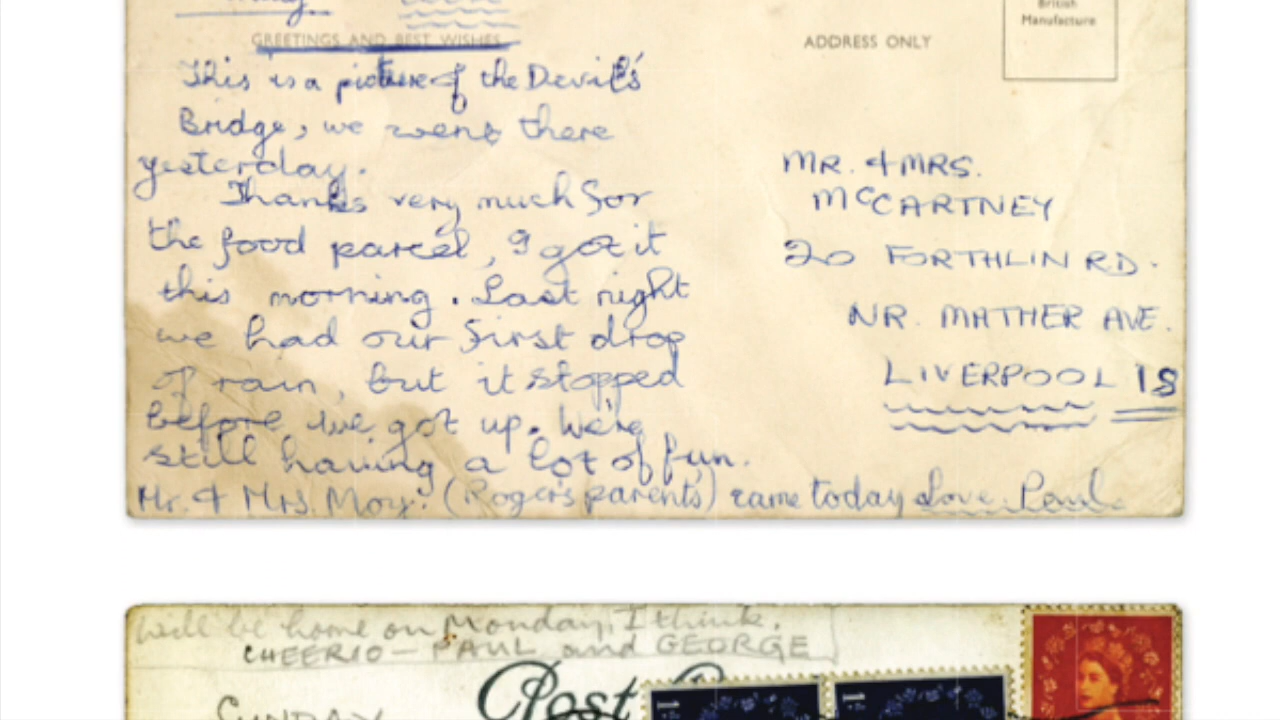 GREETINGS AND BEST WISHES
This is a picture of the Devil's
Bridge, we went there
yesterday.
Thanks very much for
the food parcel, I got it
this morning. Last night
we had our first drop
of rain, but it stopped
before we got up. We're
still having a lot of fun.
Mr. & Mrs. Moy. (Rogers parents) came today Love Paul.
British
Manufacture
ADDRESS ONLY
MR. & MRS.
McCARTNEY
20 FORTHLIN RD.
NR. MATHER AVE.
LIVERPOOL 18
will be home on Monday, I think.
CHEERIO – PAUL and GEORGE
Post
SUNDAY
1D
1D